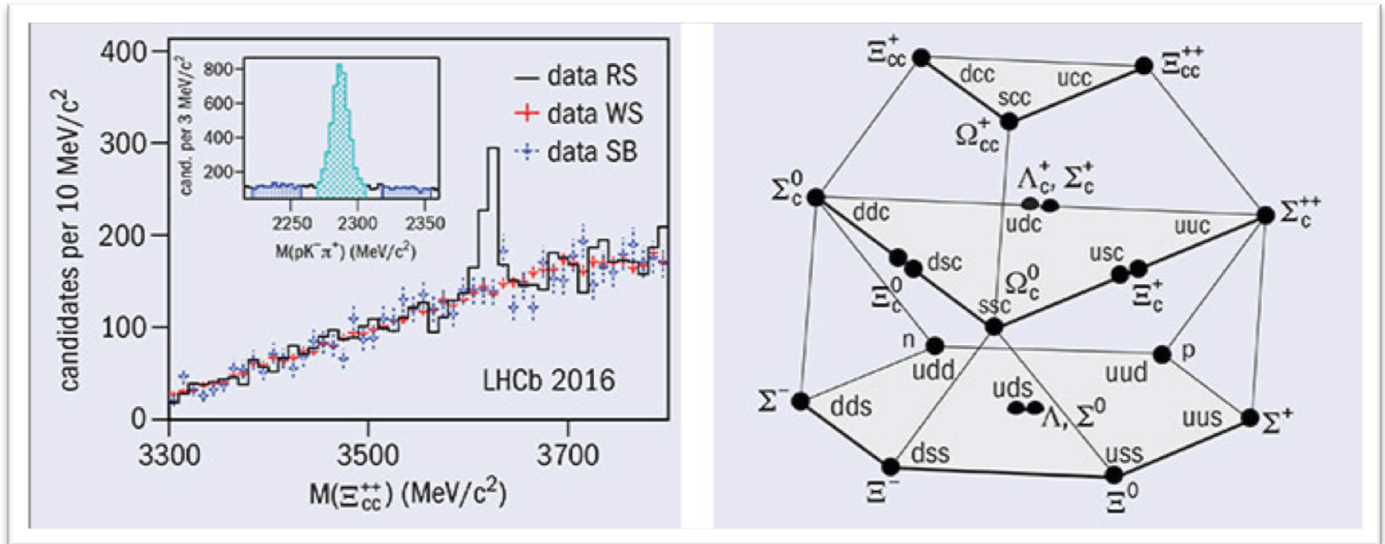 400
300
200
100
0
candidates per 10 MeV/c²
3300
3500
3700
M(Ξcc⁺⁺) (MeV/c²)
800
600
400
200
cand. per 3 MeV/c²
2250
2300
2350
M(pK⁻π⁺) (MeV/c²)
data RS
data WS
data SB
LHCb 2016
Ξcc⁺
Ξcc⁺⁺
dcc
ucc
scc
Ωcc⁺
Λc⁺, Σc⁺
Σc⁰
Σc⁺⁺
ddc
udc
uuc
dsc
usc
Ξc⁰
Ωc⁰
Ξc⁺
ssc
n
p
udd
uud
uds
Σ⁻
dds
Λ, Σ⁰
uus
Σ⁺
dss
uss
Ξ⁻
Ξ⁰